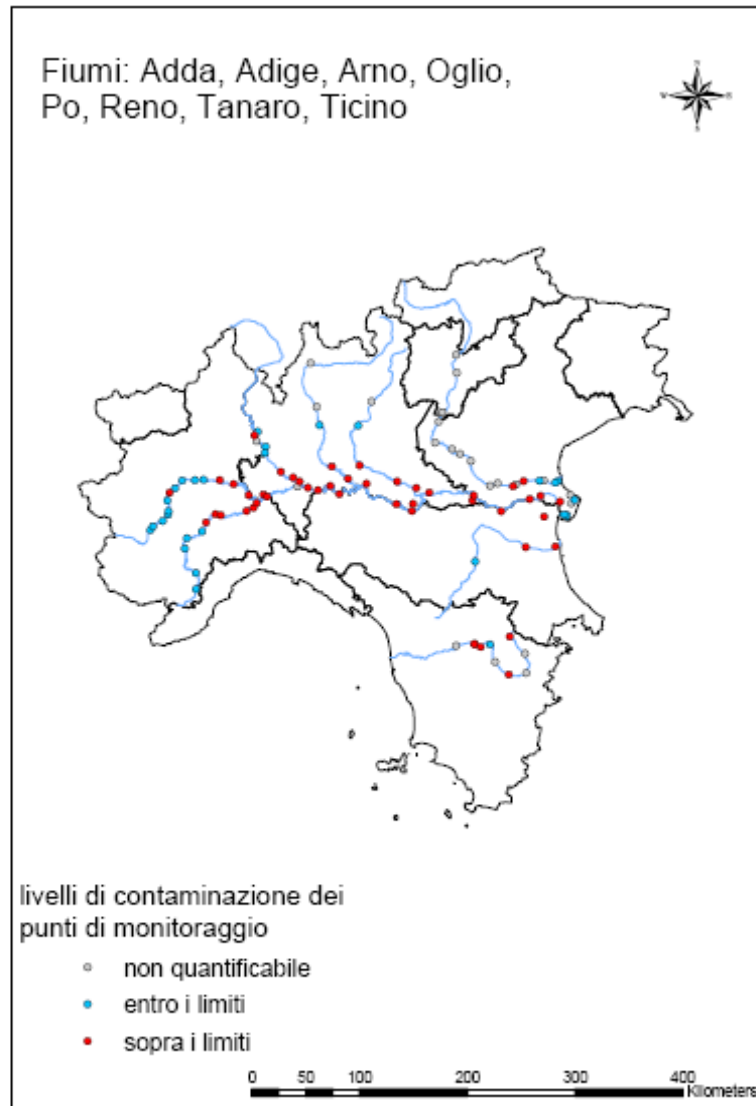 Fiumi: Adda, Adige, Arno, Oglio,
Po, Reno, Tanaro, Ticino
livelli di contaminazione dei
punti di monitoraggio
non quantificabile
entro i limiti
sopra i limiti
0 50 100 200 300 400
Kilometers